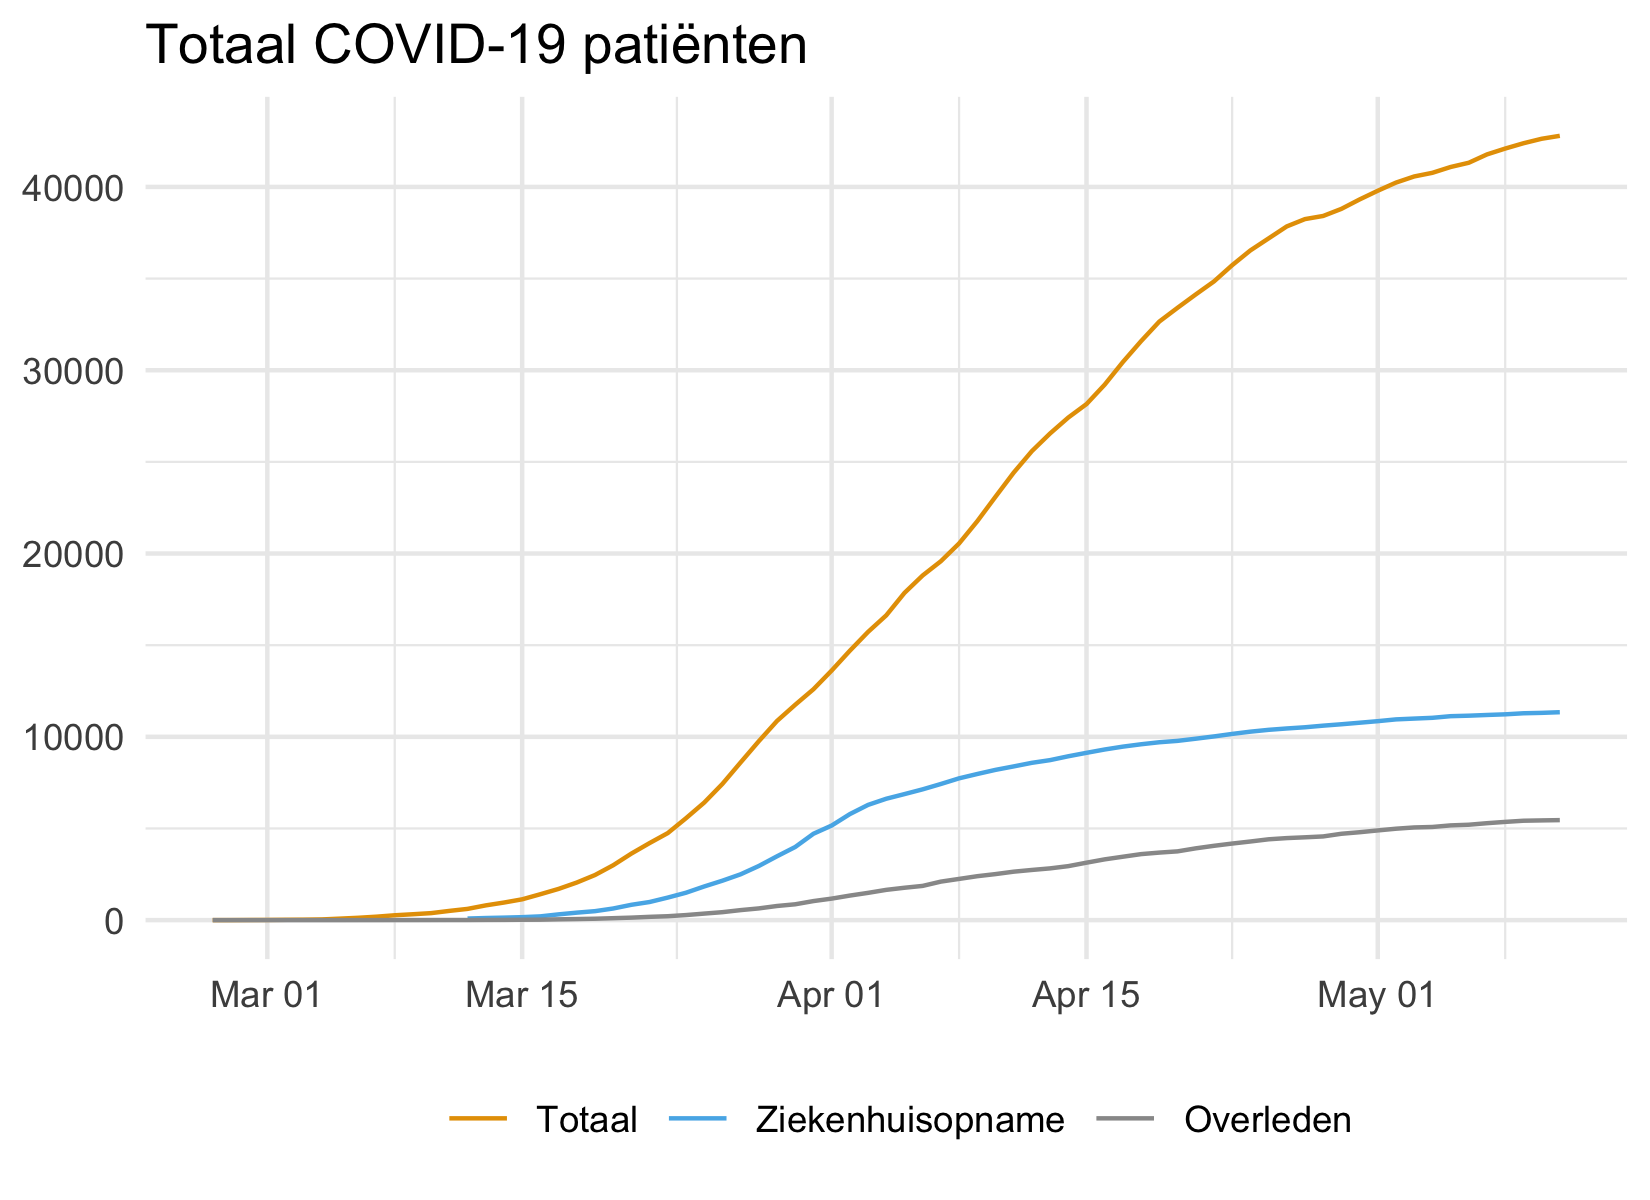 Totaal COVID-19 patiënten
40000
30000
20000
10000
0
Mar 01 Mar 15 Apr 01 Apr 15 May 01
Totaal Ziekenhuisopname Overleden